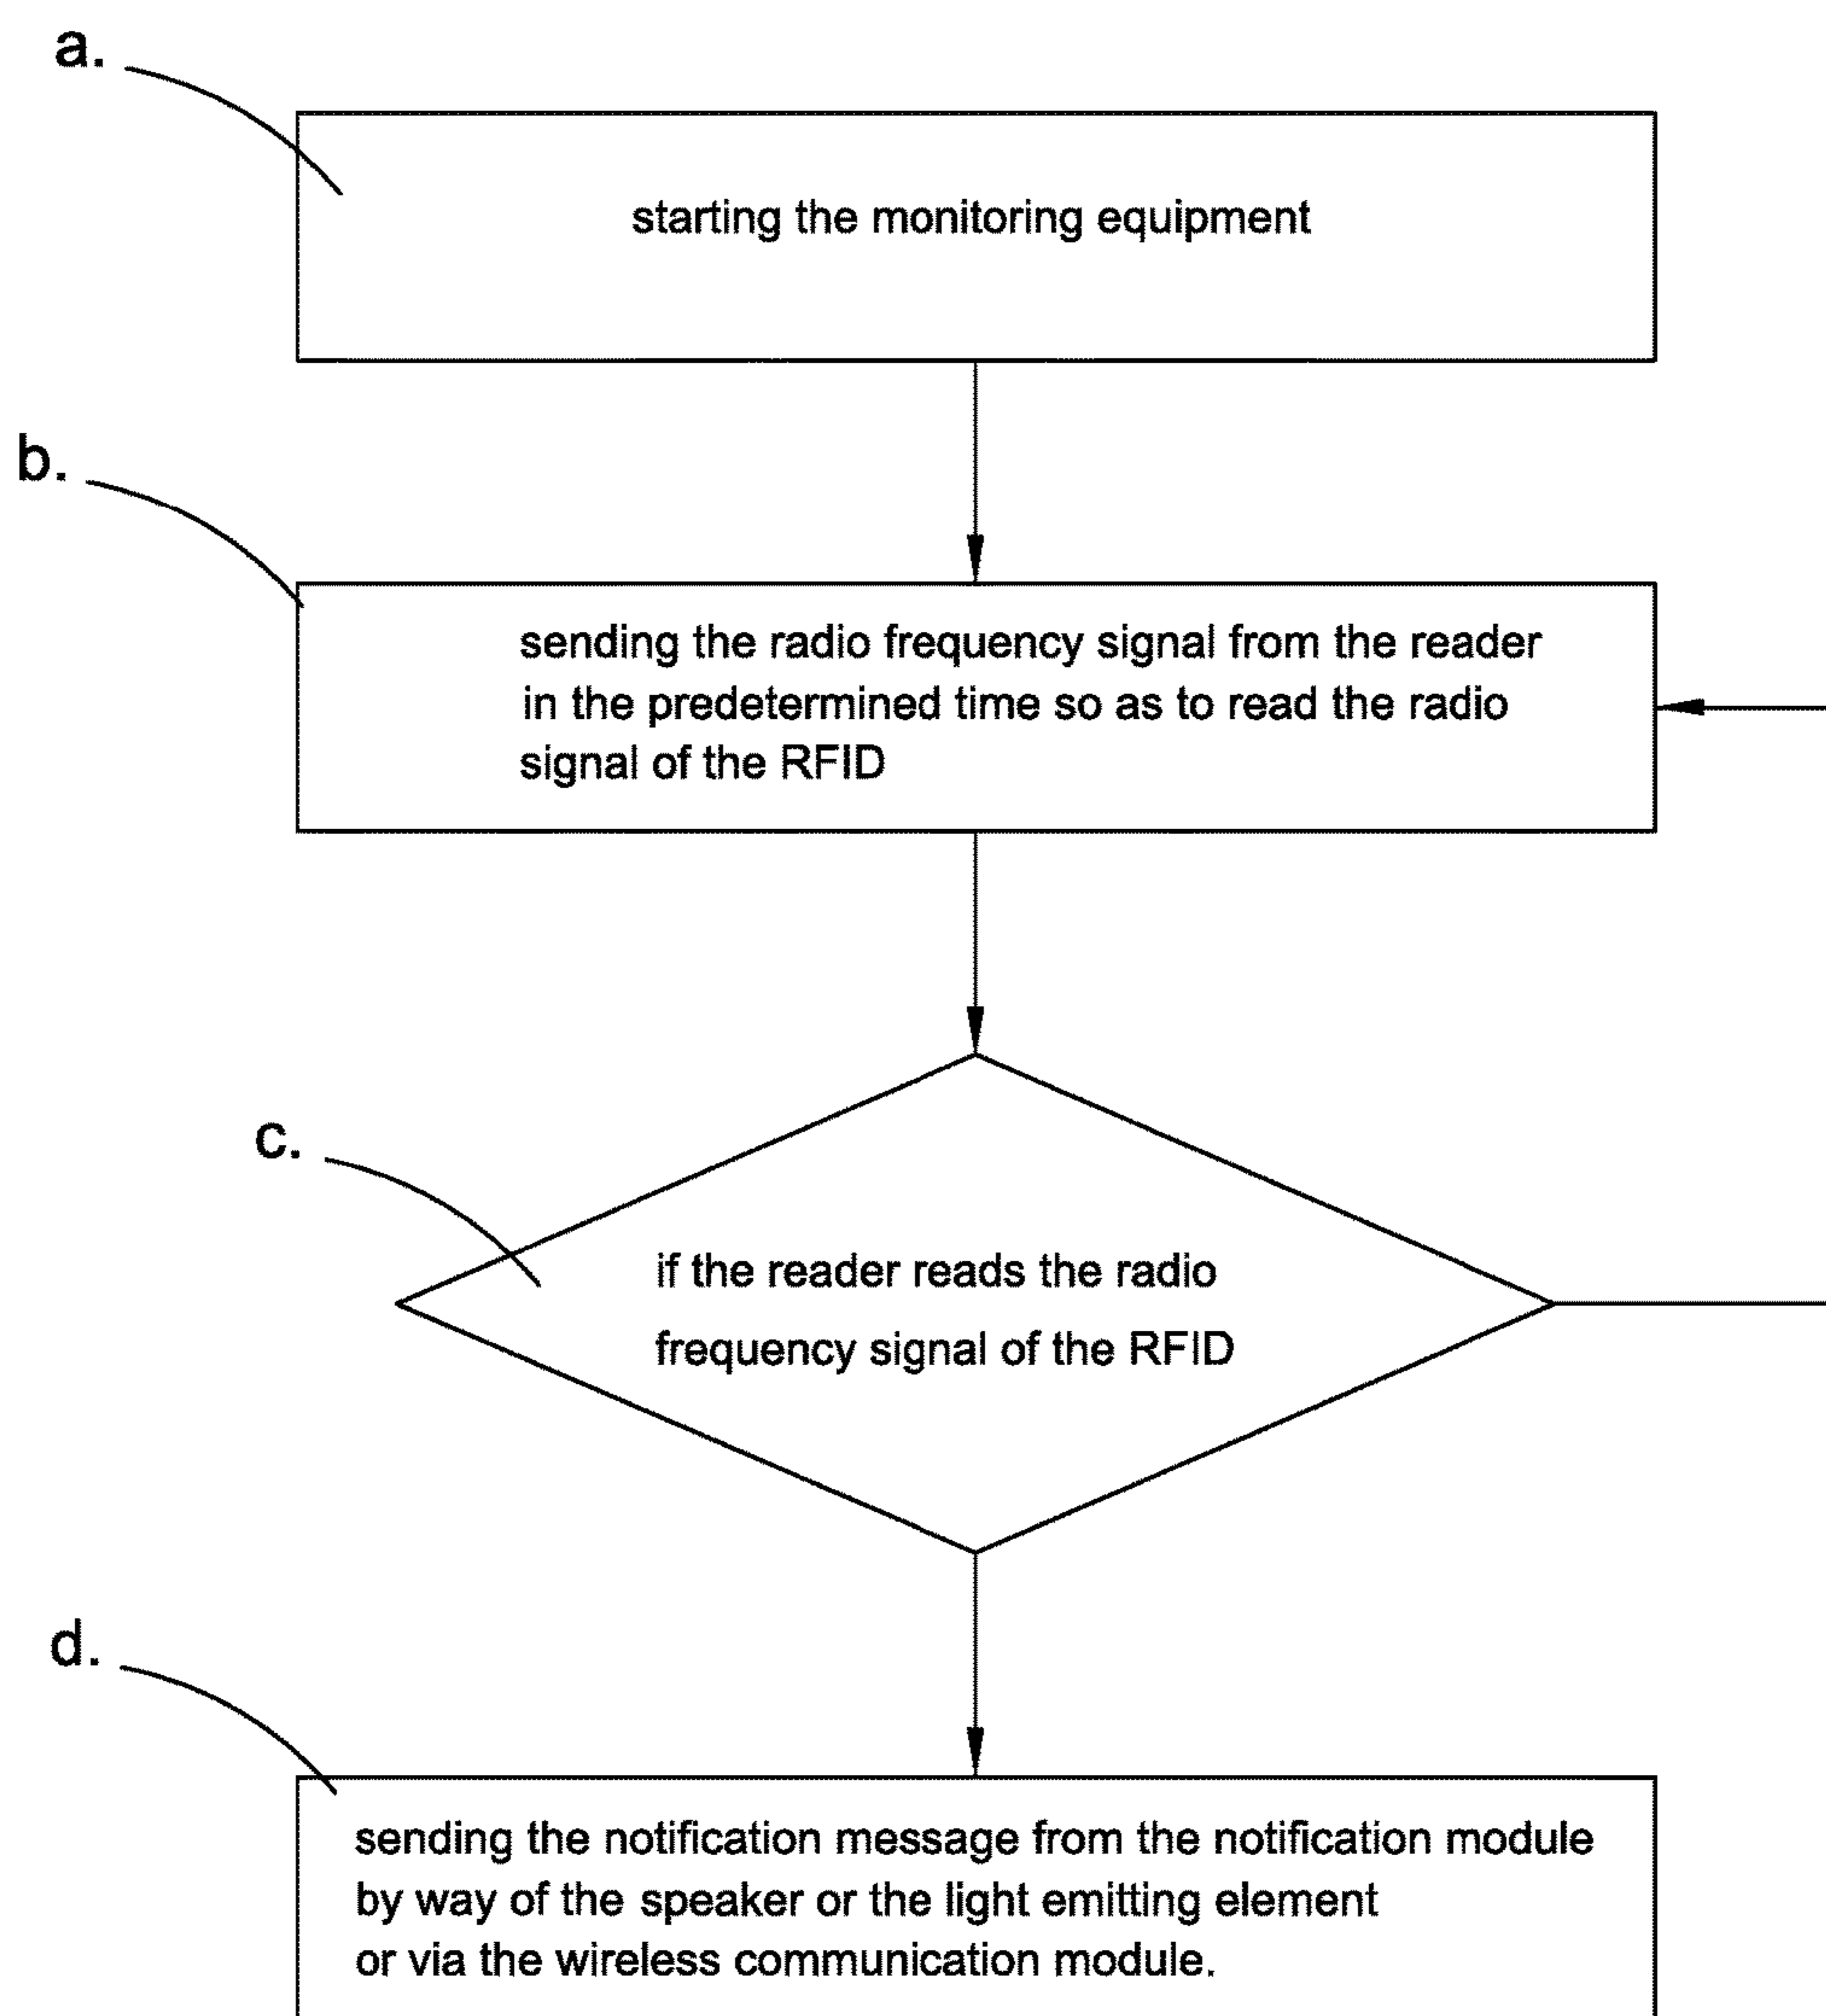 a.
starting the monitoring equipment
b.
sending the radio frequency signal from the reader
in the predetermined time so as to read the radio
signal of the RFID
c.
if the reader reads the radio
frequency signal of the RFID
d.
sending the notification message from the notification module
by way of the speaker or the light emitting element
or via the wireless communication module.